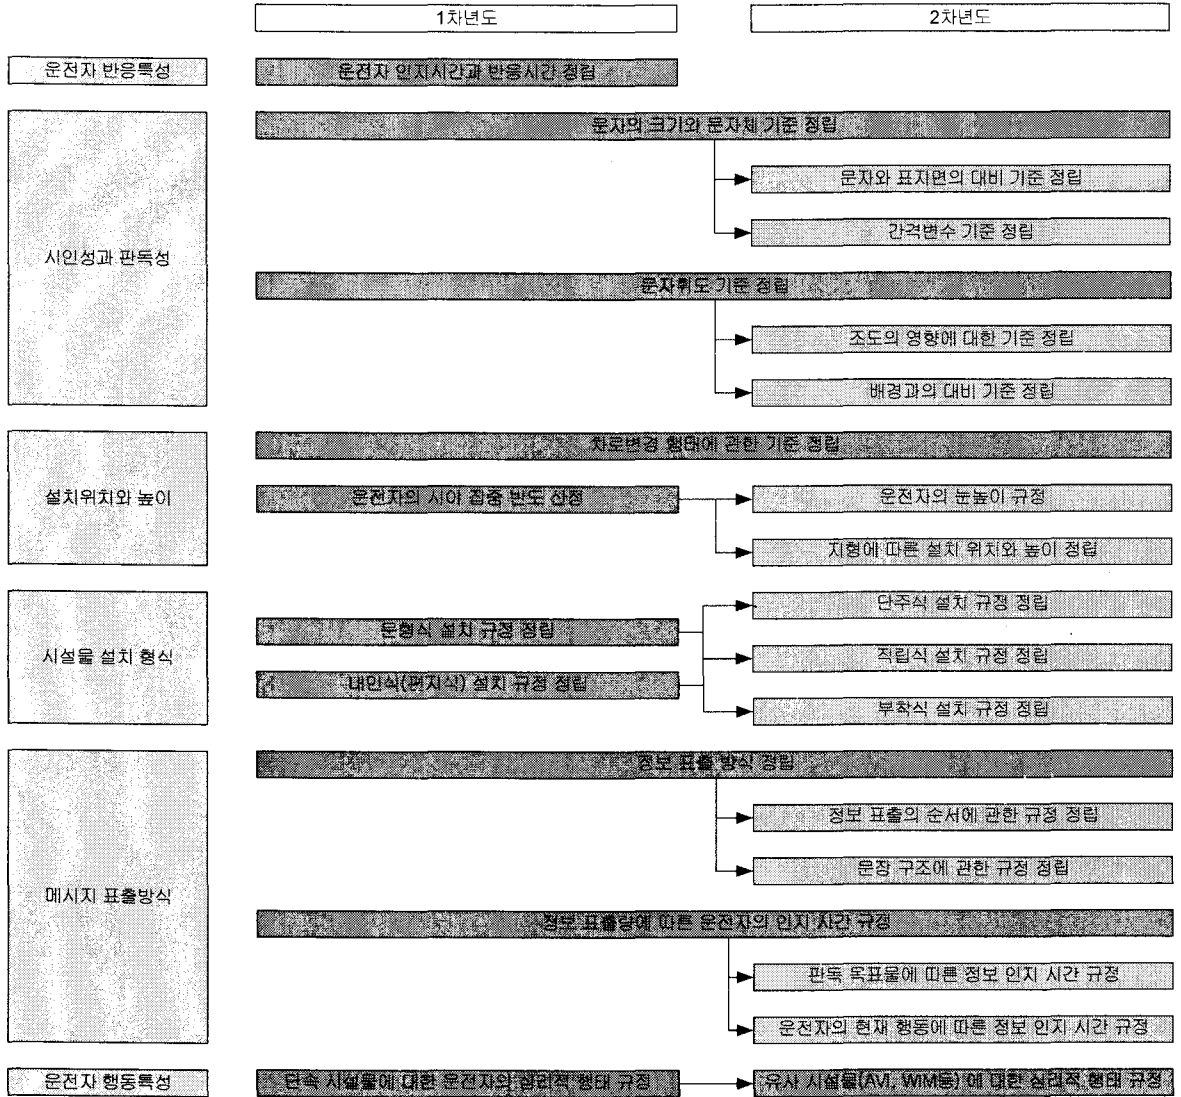 1차년도
2차년도
운전자 반응특성
운전자 인지시간과 반응시간 정립
시인성과 판독성
문자의 크기와 문자체 기준 정립
문자와 표지면의 대비 기준 정립
간격변수 기준 정립
문자휘도 기준 정립
조도의 영향에 대한 기준 정립
배경과의 대비 기준 정립
설치위치와 높이
차로변경 행태에 관한 기준 정립
운전자의 시야 집중 반도 산정
운전자의 눈높이 규정
지형에 따른 설치 위치와 높이 정립
시설물 설치 형식
문형식 설치 규정 정립
내민식(편지식) 설치 규정 정립
단주식 설치 규정 정립
직립식 설치 규정 정립
부착식 설치 규정 정립
메시지 표출방식
정보 표출 방식 정립
정보 표출의 순서에 관한 규정 정립
문장 구조에 관한 규정 정립
정보 표출량에 따른 운전자의 인지 시간 규정
판독 목표물에 따른 정보 인지 시간 규정
운전자의 현재 행동에 따른 정보 인지 시간 규정
운전자 행동특성
단속 시설물에 대한 운전자의 심리적 행태 규정
유사 시설물(AVI, WIM등) 에 대한 심리적 행태 규정